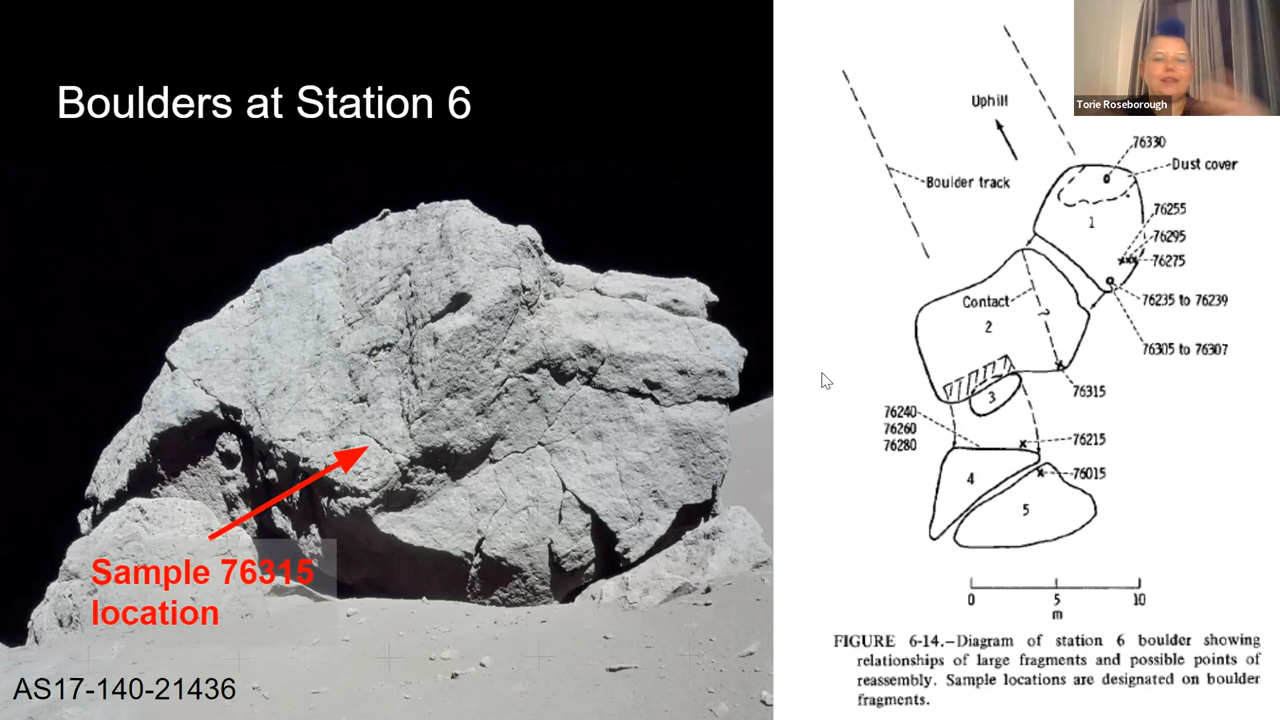 Boulders at Station 6
Sample 76315
location
AS17-140-21436
Torie Roseborough
Uphill
Boulder track
76330
Dust cover
1
76255
76295
76275
Contact
?
2
76235 to 76239
76305 to 76307
3
76315
76240
76260
76280
76215
4
76015
5
0 5 10
m
FIGURE 6-14.—Diagram of station 6 boulder showing
relationships of large fragments and possible points of
reassembly. Sample locations are designated on boulder
fragments.